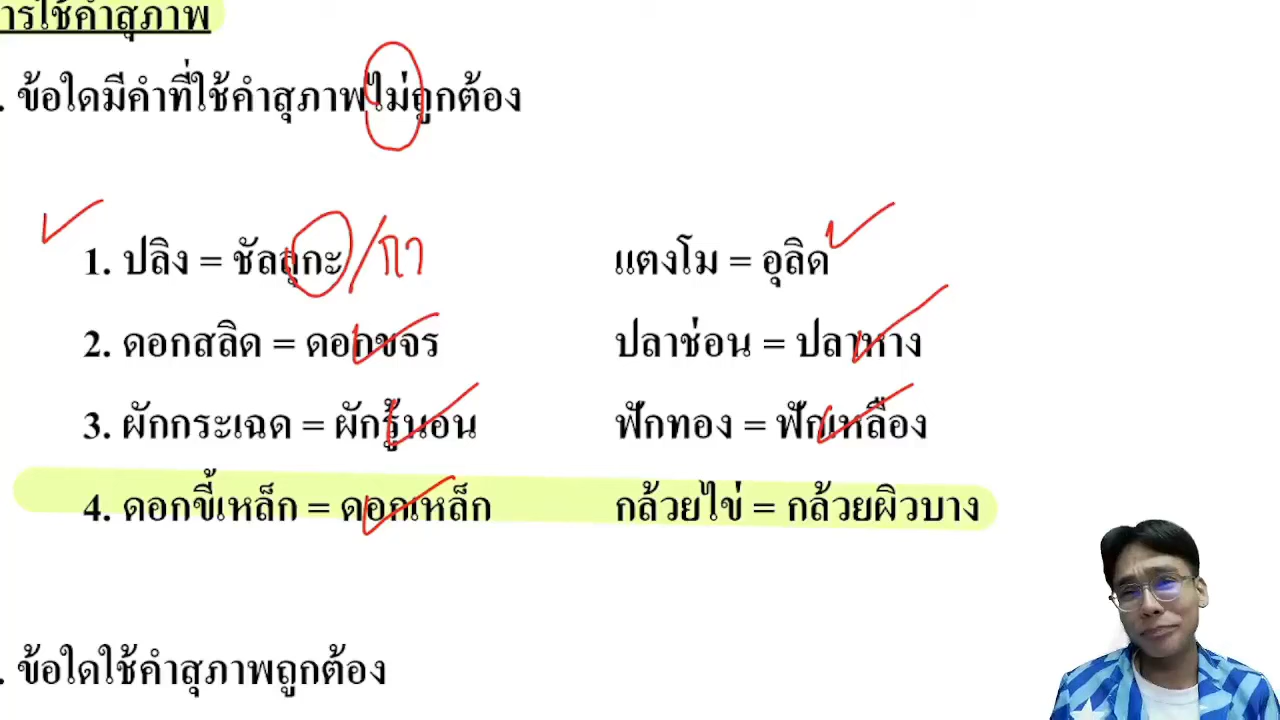 ารใช้คำสุภาพ
. ข้อใดมีคำที่ใช้คำสุภาพไม่ถูกต้อง
1. ปลิง = ชัลลุกะ /กา แตงโม = อุลิด
2. ดอกสลิด = ดอกขจร ปลาช่อน = ปลาหาง
3. ผักกระเฉด = ผักรู้นอน ฟักทอง = ฟักเหลือง
4. ดอกขี้เหล็ก = ดอกเหล็ก กล้วยไข่ = กล้วยผิวบาง
. ข้อใดใช้คำสุภาพถูกต้อง